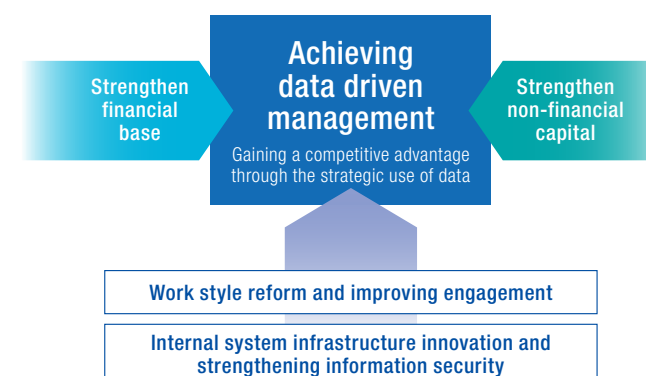 Achieving
data driven
management
Gaining a competitive advantage
through the strategic use of data
Strengthen
financial
base
Strengthen
non-financial
capital
Work style reform and improving engagement
Internal system infrastructure innovation and
strengthening information security